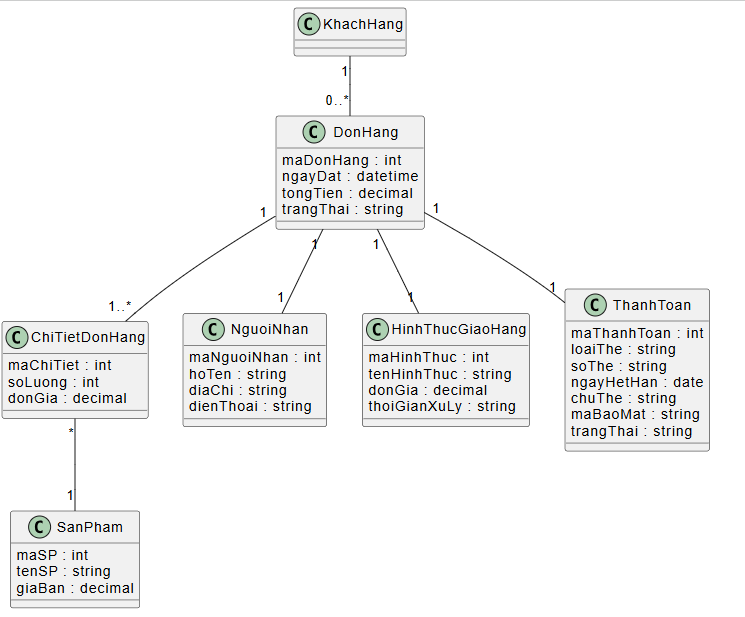 C KhachHang
1
0..*
C DonHang
maDonHang : int
ngayDat : datetime
tongTien : decimal
trangThai : string
1
1
1
1
1..*
1
1
1
C ChiTietDonHang
maChiTiet : int
soLuong : int
donGia : decimal
C NguoiNhan
maNguoiNhan : int
hoTen : string
diaChi : string
dienThoai : string
C HinhThucGiaoHang
maHinhThuc : int
tenHinhThuc : string
donGia : decimal
thoiGianXuLy : string
C ThanhToan
maThanhToan : int
loaiThe : string
soThe : string
ngayHetHan : date
chuThe : string
maBaoMat : string
trangThai : string
*
1
C SanPham
maSP : int
tenSP : string
giaBan : decimal